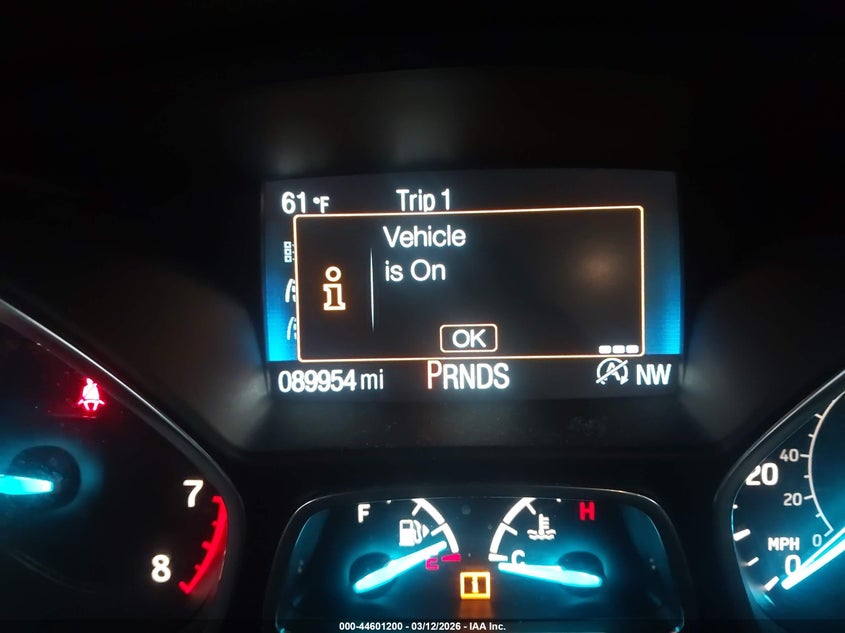 61°F Trip 1
Vehicle
is On
OK
089954 mi PRNDS A NW
7
8
F
E
C
H
20
MPH
0
40
20
0
000-44601200 - 03/12/2026 - IAA Inc.